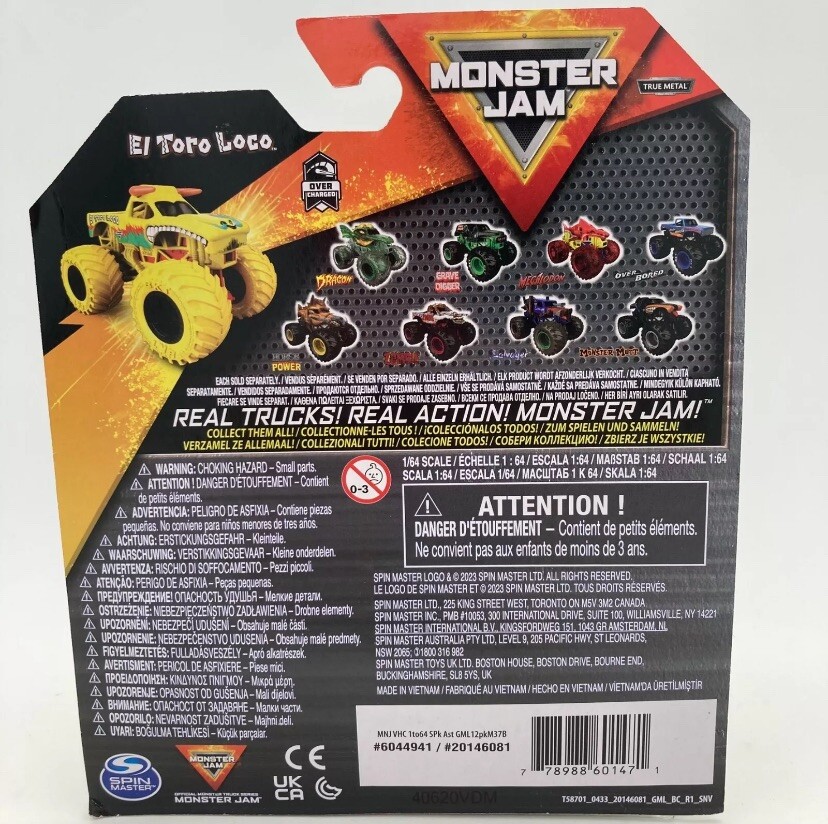 MONSTER JAM
TRUE METAL
El Toro Loco™
OVER CHARGED
DRAGON
GRAVE DIGGER
MEGALODON
OVER BORED
HORSE POWER
ZOMBIE
Monster Mutt
EACH SOLD SEPARATELY. / VENDUS SÉPARÉMENT. / SE VENDEN POR SEPARADO. / ALLE EINZELN ERHÄLTLICH. / ELK PRODUCT WORDT AFZONDERLIJK VERKOCHT. / CIASCUNO IN VENDITA
SEPARATAMENTE. / VENDIDOS SEPARADAMENTE. / ПРОДАЮТСЯ ОТДЕЛЬНО. / SPRZEDAWANE ODDZIELNIE. / VŠE SE PRODÁVÁ SAMOSTATNĚ. / KAŽDÉ SA PREDÁVA SAMOSTATNE. / MINDEGYIK KÜLÖN KAPHATÓ.
FIECARE SE VINDE SEPARAT. / ΚΑΘΕΝΑ ΠΩΛΕΙΤΑΙ ΞΕΧΩΡΙΣΤΑ. / SVAKI SE PRODAJE ZASEBNO. / ВСЕКИ СЕ ПРОДАВА ОТДЕЛНО. / NA PRODAJ LOČENO. / HER BİRİ AYRI OLARAK SATILIR.
REAL TRUCKS! REAL ACTION! MONSTER JAM!™
COLLECT THEM ALL! / COLLECTIONNE-LES TOUS ! / ¡COLECCIÓNALOS TODOS! / ZUM SPIELEN UND SAMMELN!
VERZAMEL ZE ALLEMAAL! / COLLEZIONALI TUTTI! / COLECIONE TODOS! / СОБЕРИ КОЛЛЕКЦИЮ! / ZBIERZ JE WSZYSTKIE!
WARNING: CHOKING HAZARD – Small parts.
ATTENTION ! DANGER D'ÉTOUFFEMENT – Contient
de petits éléments.
ADVERTENCIA: PELIGRO DE ASFIXIA – Contiene piezas
pequeñas. No conviene para niños menores de tres años.
ACHTUNG: ERSTICKUNGSGEFAHR – Kleinteile.
WAARSCHUWING: VERSTIKKINGSGEVAAR – Kleine onderdelen.
AVVERTENZA: RISCHIO DI SOFFOCAMENTO – Pezzi piccoli.
ATENÇÃO: PERIGO DE ASFIXIA – Peças pequenas.
ПРЕДУПРЕЖДЕНИЕ! ОПАСНОСТЬ УДУШЬЯ – Мелкие детали.
OSTRZEŻENIE: NIEBEZPIECZEŃSTWO ZADŁAWIENIA – Drobne elementy.
UPOZORNĚNÍ: NEBEZPEČÍ UDUŠENÍ – Obsahuje malé části.
UPOZORNENIE: NEBEZPEČENSTVO UDUSENIA – Obsahuje malé predmety.
FIGYELMEZTETÉS: FULLADÁSVESZÉLY – Apró alkatrészek.
AVERTISMENT: PERICOL DE ASFIXIERE – Piese mici.
ΠΡΟΕΙΔΟΠΟΙΗΣΗ: ΚΙΝΔΥΝΟΣ ΠΝΙΓΜΟΥ – Μικρά μέρη.
UPOZORENJE: OPASNOST OD GUŠENJA – Mali dijelovi.
ВНИМАНИЕ: ОПАСНОСТ ОТ ЗАДАВЯНЕ – Малки части.
OPOZORILO: NEVARNOST ZADUŠITVE – Majhni deli.
UYARI: BOĞULMA TEHLİKESİ – Küçük parçalar.
0-3
1/64 SCALE / ÉCHELLE 1 : 64 / ESCALA 1:64 / MAßSTAB 1:64 / SCHAAL 1:64
SCALA 1:64 / ESCALA 1/64 / МАСШТАБ 1 К 64 / SKALA 1:64
ATTENTION !
DANGER D'ÉTOUFFEMENT – Contient de petits éléments.
Ne convient pas aux enfants de moins de 3 ans.
SPIN MASTER LOGO & © 2023 SPIN MASTER LTD. ALL RIGHTS RESERVED.
LE LOGO DE SPIN MASTER ET © 2023 SPIN MASTER LTD. TOUS DROITS RÉSERVÉS.
SPIN MASTER LTD., 225 KING STREET WEST, TORONTO ON M5V 3M2 CANADA
SPIN MASTER INC., PMB #10053, 300 INTERNATIONAL DRIVE, SUITE 100, WILLIAMSVILLE, NY 14221
SPIN MASTER INTERNATIONAL B.V., KINGSFORDWEG 151, 1043 GR AMSTERDAM, NL
SPIN MASTER AUSTRALIA PTY LTD, LEVEL 9, 205 PACIFIC HWY, ST LEONARDS,
NSW 2065; 1800 316 982
SPIN MASTER TOYS UK LTD. BOSTON HOUSE, BOSTON DRIVE, BOURNE END,
BUCKINGHAMSHIRE, SL8 5YS, UK
MADE IN VIETNAM / FABRIQUÉ AU VIETNAM / HECHO EN VIETNAM / VİETNAM'DA ÜRETİLMİŞTİR
SPIN MASTER™
MONSTER JAM
OFFICIAL MONSTER TRUCK SERIES
MONSTER JAM™
CE
UK CA
MNJ VHC 1to64 SPk Ast GML12pkM37B
#6044941 / #20146081
7 78988 60147 1
40620VDM
TS8701_0433_20146081_GML_BC_R1_SNV